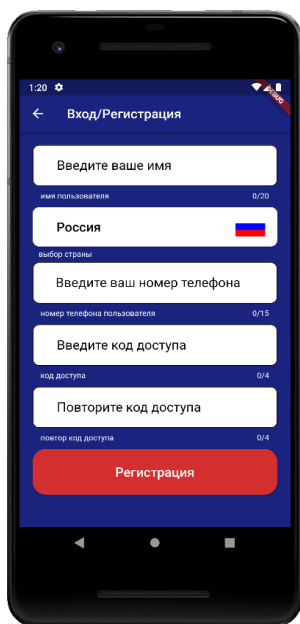 1:20
DEBUG
Вход/Регистрация
Введите ваше имя
имя пользователя 0/20
Россия
выбор страны
Введите ваш номер телефона
номер телефона пользователя 0/15
Введите код доступа
код доступа 0/4
Повторите код доступа
повтор код доступа 0/4
Регистрация